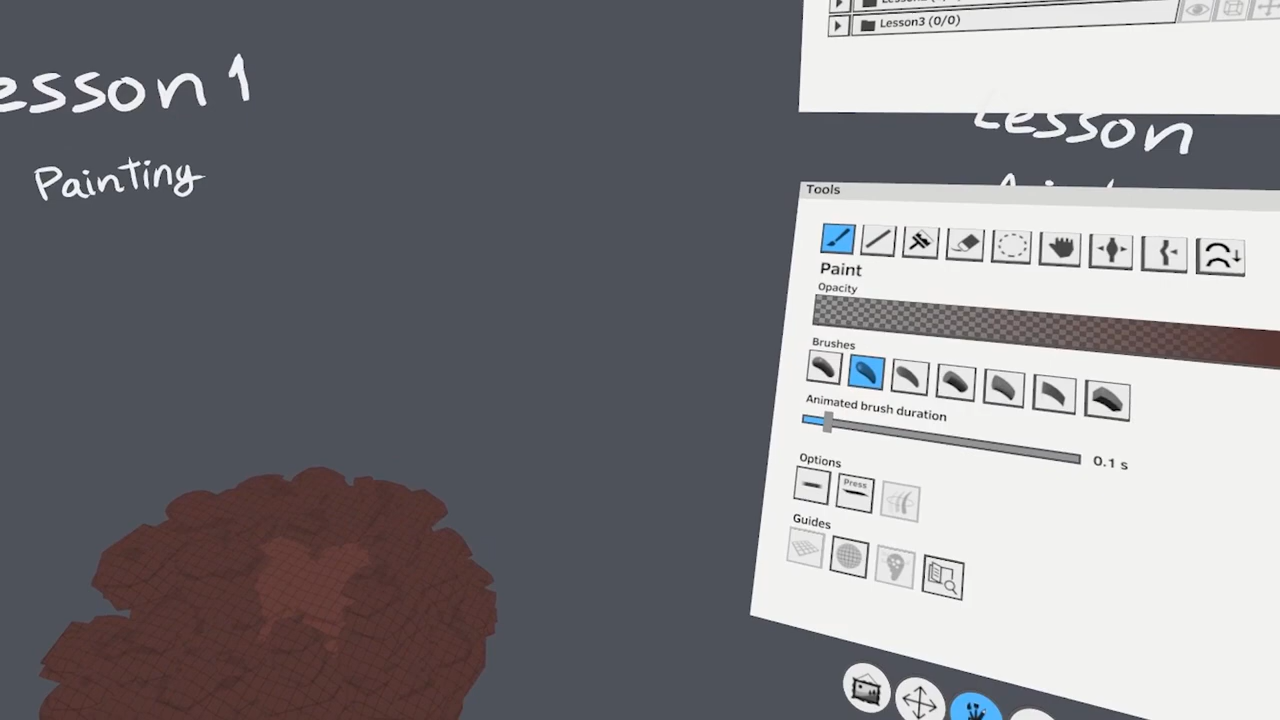 Lesson3 (0/0)
esson 1
Lesson
Painting
Tools
Paint
Opacity
Brushes
Animated brush duration
0.1 s
Options
Press
Guides